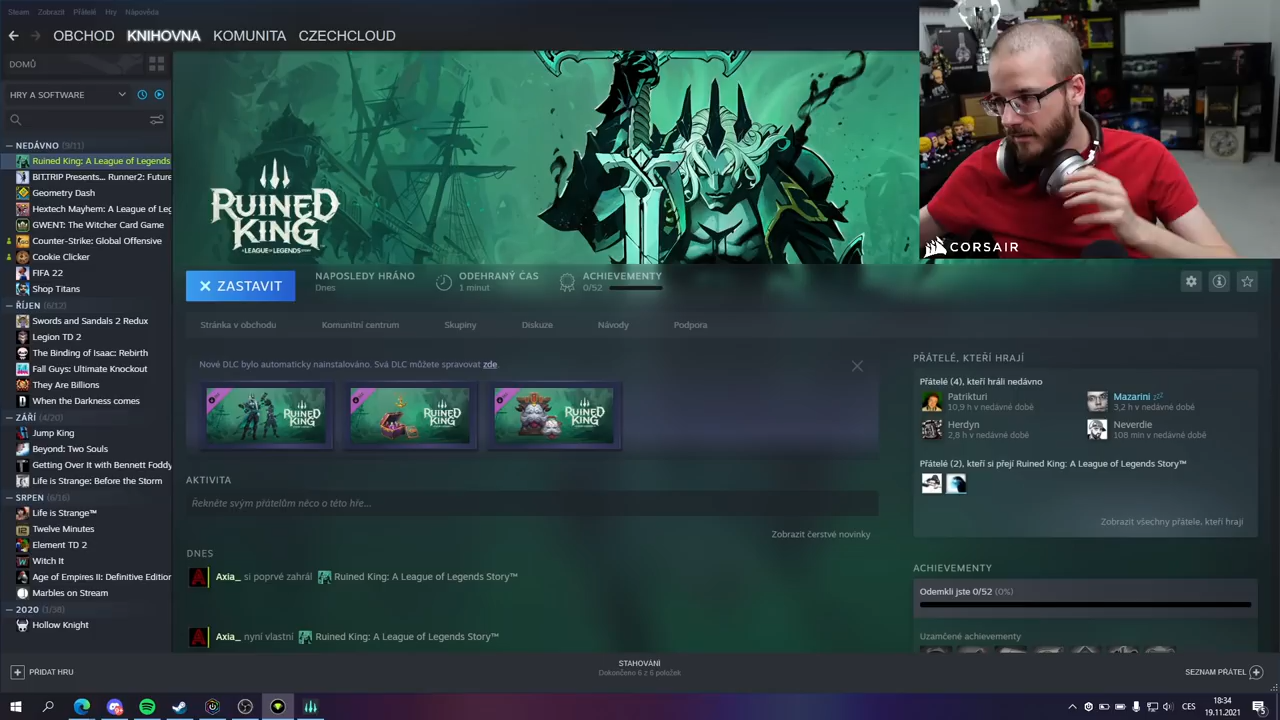 Steam Zobrazit Přátelé Hry Nápověda
OBCHOD KNIHOVNA KOMUNITA CZECHCLOUD
DOMŮ
HRY A SOFTWARE
NEDÁVNO (9/11)
Ruined King: A League of Legends
BIT.TRIP Presents... Runner2: Future
Geometry Dash
Hextech Mayhem: A League of Leg
GWENT: The Witcher Card Game
Counter-Strike: Global Offensive
Cookie Clicker
FIFA 22
Shop Titans
ŘÍJEN (6/12)
Swords and Sandals 2 Redux
Legion TD 2
The Binding of Isaac: Rebirth
Fall Guys: Ultimate Knockout
They Are Billions
When the Darkness comes
ZÁŘÍ (4/20)
Jump King
Beyond: Two Souls
Getting Over It with Bennett Foddy
Life is Strange: Before the Storm
SRPEN (6/16)
Life is Strange™
Twelve Minutes
Element TD 2
Witch It
Age of Empires II: Definitive Edition
Marbles on Stream
2020 (1/38)
Hollow Knight
PŘIDAT HRU
RUINED
KING
A LEAGUE OF LEGENDS STORY
CORSAIR
ZASTAVIT
NAPOSLEDY HRÁNO
Dnes
ODEHRANÝ ČAS
1 minut
ACHIEVEMENTY
0/52
Stránka v obchodu Komunitní centrum Skupiny Diskuze Návody Podpora
Nové DLC bylo automaticky nainstalováno. Svá DLC můžete spravovat zde.
RUINED KING
RUINED KING
RUINED KING
AKTIVITA
Řekněte svým přátelům něco o této hře...
Zobrazit čerstvé novinky
DNES
Axia_ si poprvé zahrál Ruined King: A League of Legends Story™
Axia_ nyní vlastní Ruined King: A League of Legends Story™
PŘÁTELÉ, KTEŘÍ HRAJÍ
Přátelé (4), kteří hráli nedávno
Patrikturi
10,9 h v nedávné době
Mazarini
3,2 h v nedávné době
Herdyn
2,8 h v nedávné době
Neverdie
108 min v nedávné době
Přátelé (2), kteří si přejí Ruined King: A League of Legends Story™
Zobrazit všechny přátele, kteří hrají
ACHIEVEMENTY
Odemkli jste 0/52 (0%)
Uzamčené achievementy
STAHOVÁNÍ
Dokončeno 6 z 6 položek
SEZNAM PŘÁTEL
CES
18:34
19.11.2021
5